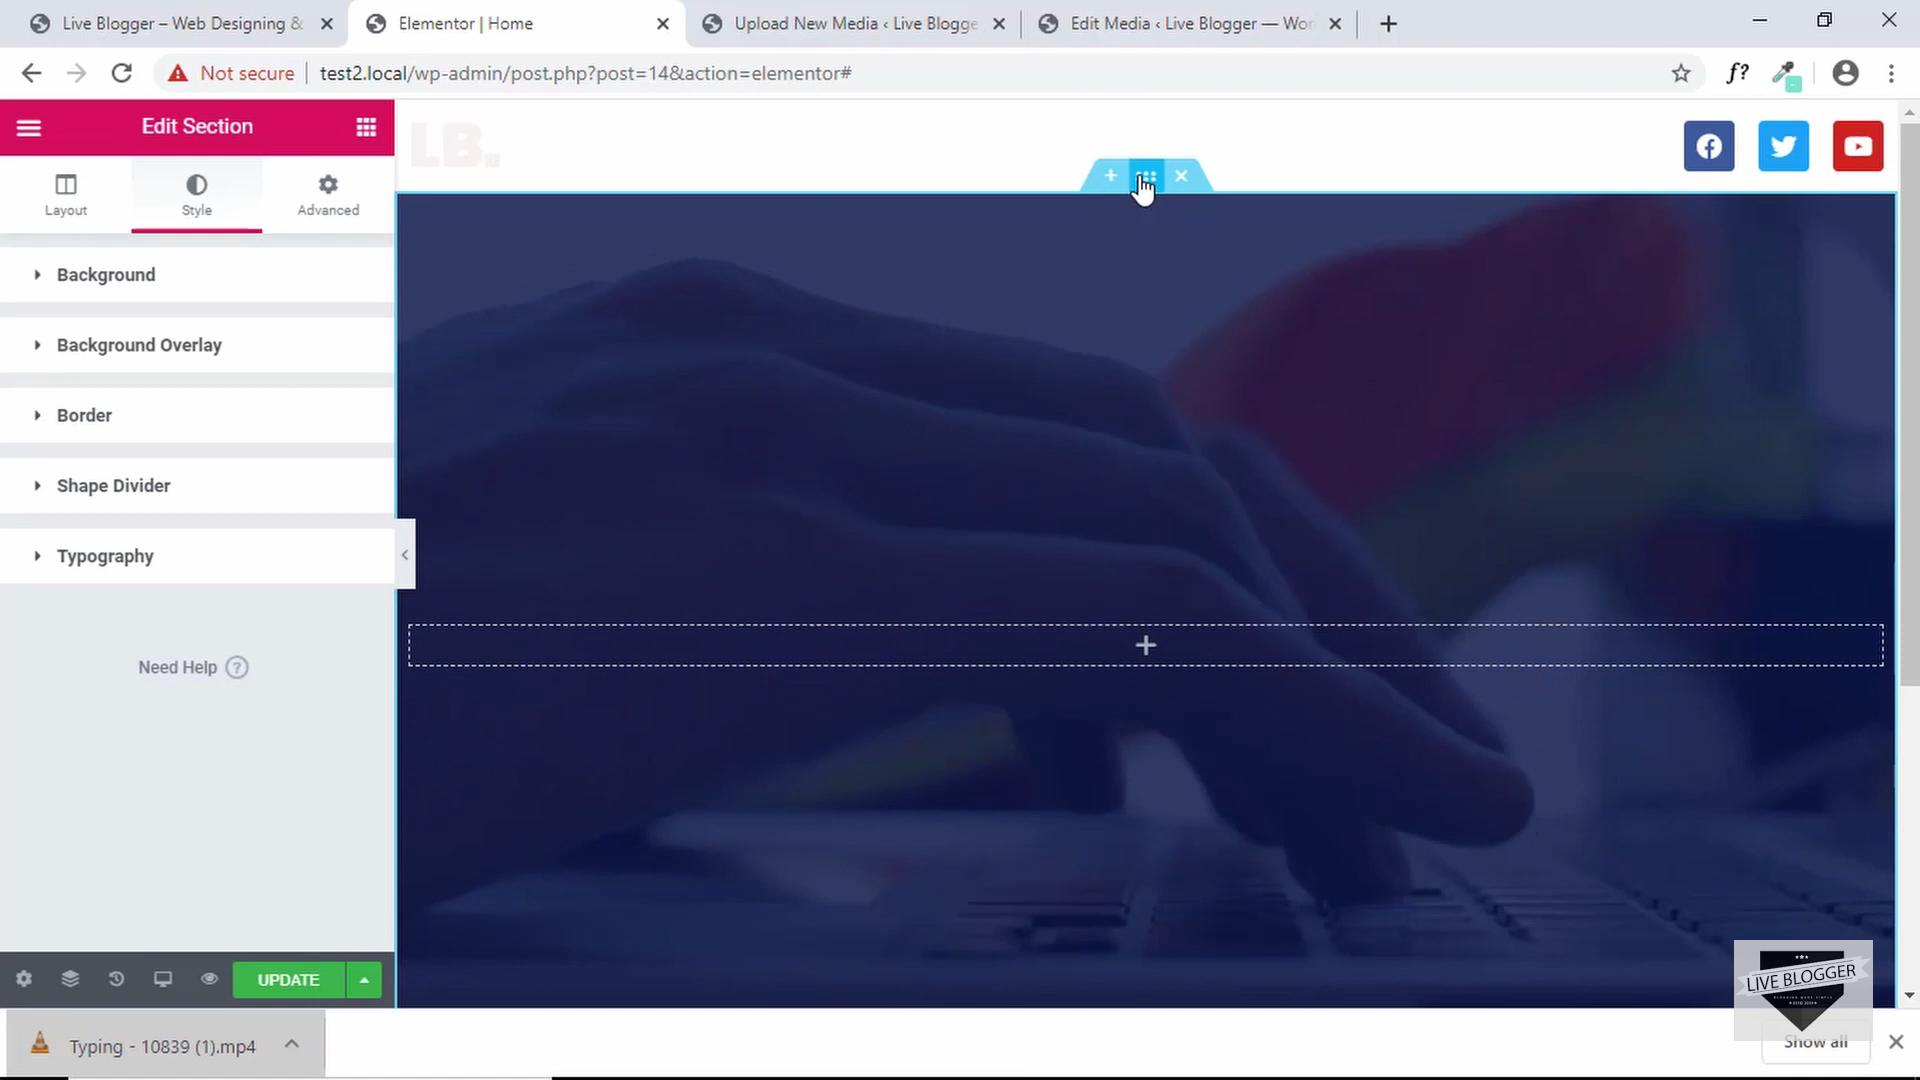 Live Blogger – Web Designing &
Elementor | Home
Upload New Media ‹ Live Blogge
Edit Media ‹ Live Blogger — Wor
Not secure
test2.local/wp-admin/post.php?post=14&action=elementor#
f?
Edit Section
LB.
Layout
Style
Advanced
Background
Background Overlay
Border
Shape Divider
Typography
Need Help ?
UPDATE
LIVE BLOGGER
Typing - 10839 (1).mp4
Show all